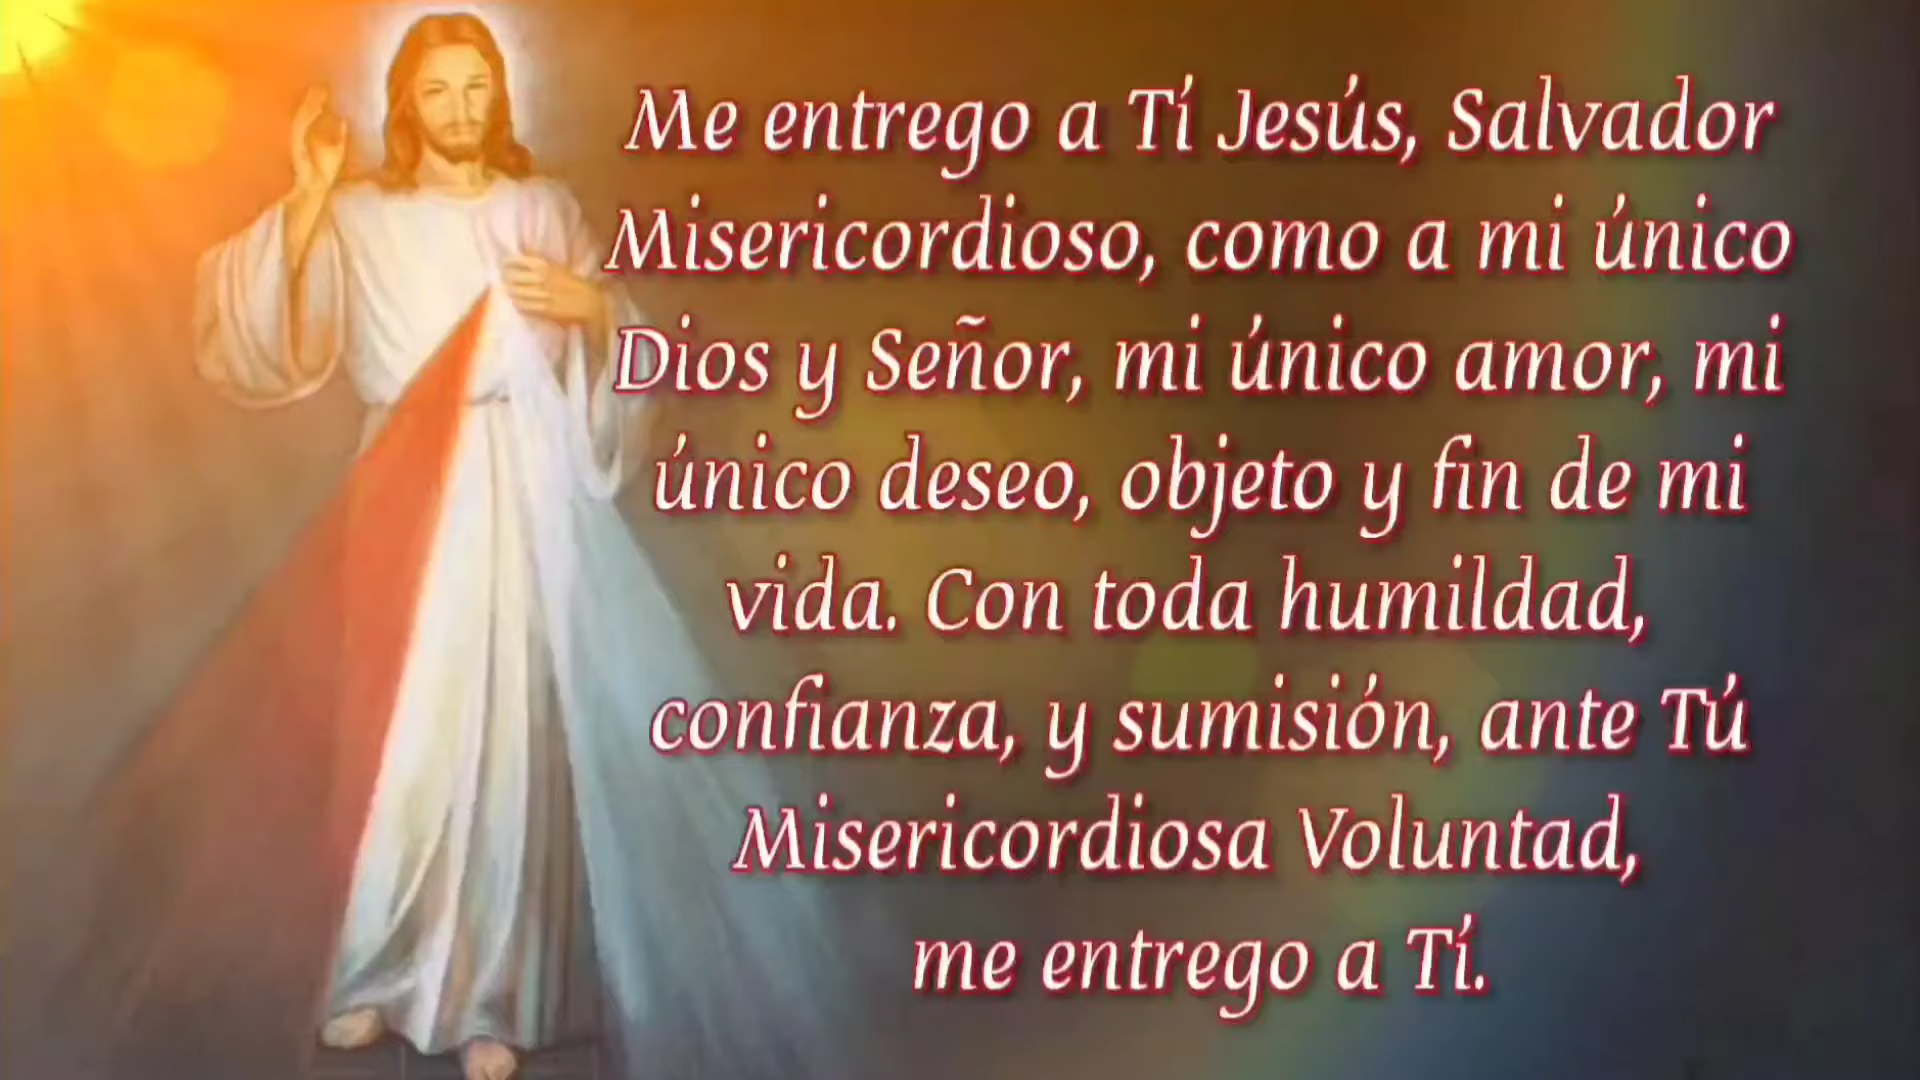 Me entrego a Tí Jesús, Salvador
Misericordioso, como a mi único
Dios y Señor, mi único amor, mi
único deseo, objeto y fin de mi
vida. Con toda humildad,
confianza, y sumisión, ante Tú
Misericordiosa Voluntad,
me entrego a Tí.